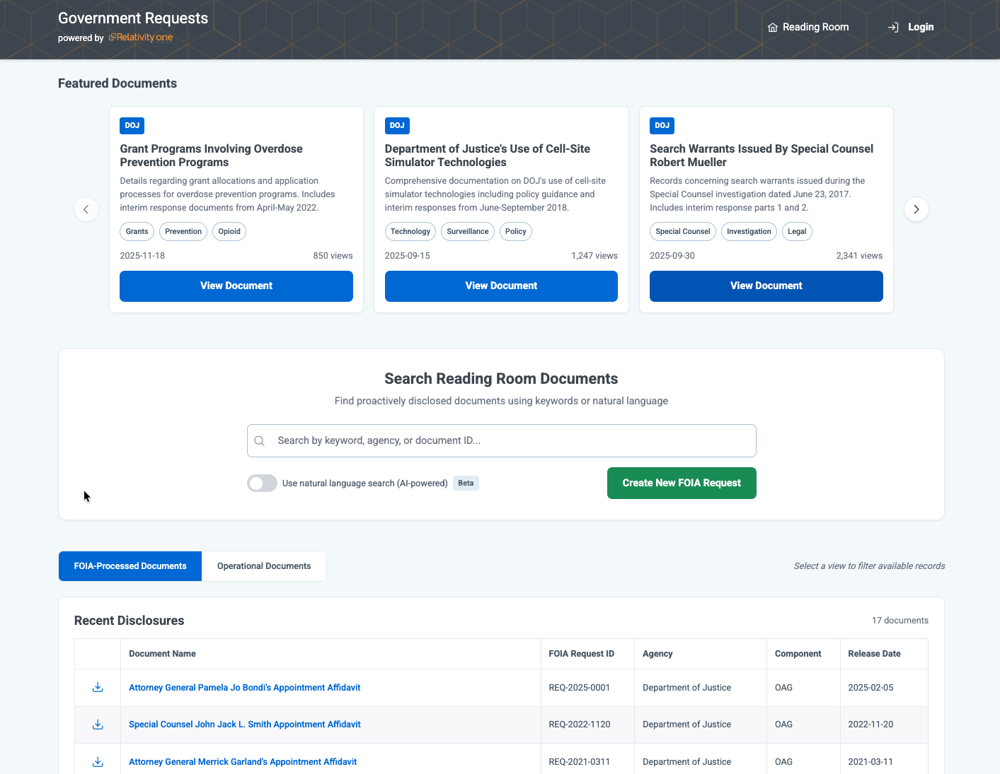 Government Requests
powered by Relativity one
Reading Room
Login
Featured Documents
DOJ
Grant Programs Involving Overdose
Prevention Programs
Details regarding grant allocations and application
processes for overdose prevention programs. Includes
interim response documents from April-May 2022.
Grants Prevention Opioid
2025-11-18 850 views
View Document
DOJ
Department of Justice's Use of Cell-Site
Simulator Technologies
Comprehensive documentation on DOJ's use of cell-site
simulator technologies including policy guidance and
interim responses from June-September 2018.
Technology Surveillance Policy
2025-09-15 1,247 views
View Document
DOJ
Search Warrants Issued By Special Counsel
Robert Mueller
Records concerning search warrants issued during the
Special Counsel investigation dated June 23, 2017.
Includes interim response parts 1 and 2.
Special Counsel Investigation Legal
2025-09-30 2,341 views
View Document
Search Reading Room Documents
Find proactively disclosed documents using keywords or natural language
Search by keyword, agency, or document ID...
Use natural language search (AI-powered) Beta
Create New FOIA Request
FOIA-Processed Documents Operational Documents
Select a view to filter available records
Recent Disclosures
17 documents
Document Name FOIA Request ID Agency Component Release Date
Attorney General Pamela Jo Bondi's Appointment Affidavit REQ-2025-0001 Department of Justice OAG 2025-02-05
Special Counsel John Jack L. Smith Appointment Affidavit REQ-2022-1120 Department of Justice OAG 2022-11-20
Attorney General Merrick Garland's Appointment Affidavit REQ-2021-0311 Department of Justice OAG 2021-03-11